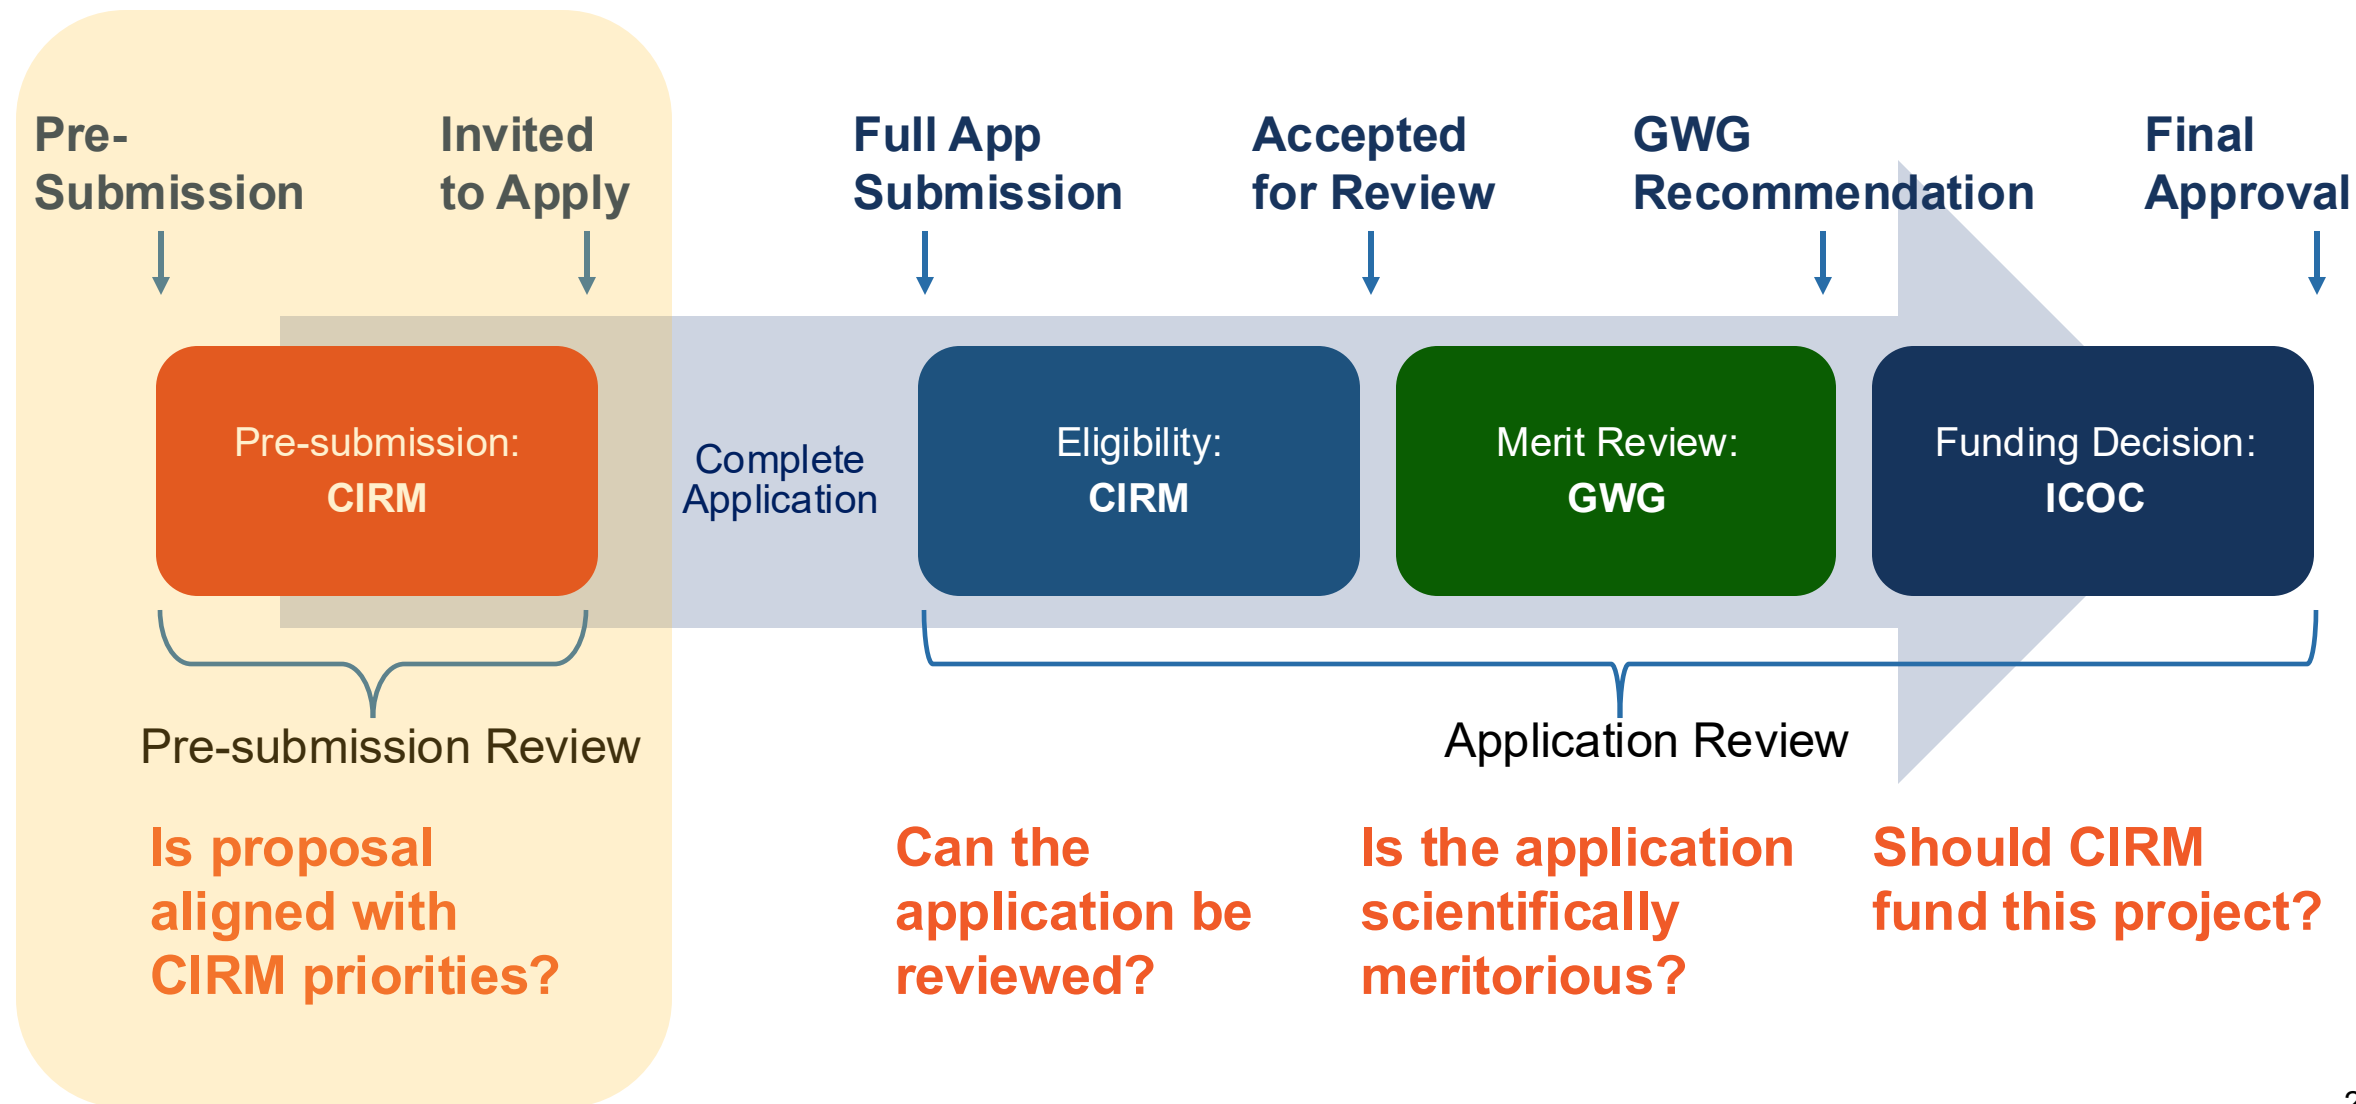 Pre-
Submission
Invited
to Apply
Full App
Submission
Accepted
for Review
GWG
Recommendation
Final
Approval
Pre-submission:
CIRM
Complete
Application
Eligibility:
CIRM
Merit Review:
GWG
Funding Decision:
ICOC
Pre-submission Review
Application Review
Is proposal
aligned with
CIRM priorities?
Can the
application be
reviewed?
Is the application
scientifically
meritorious?
Should CIRM
fund this project?